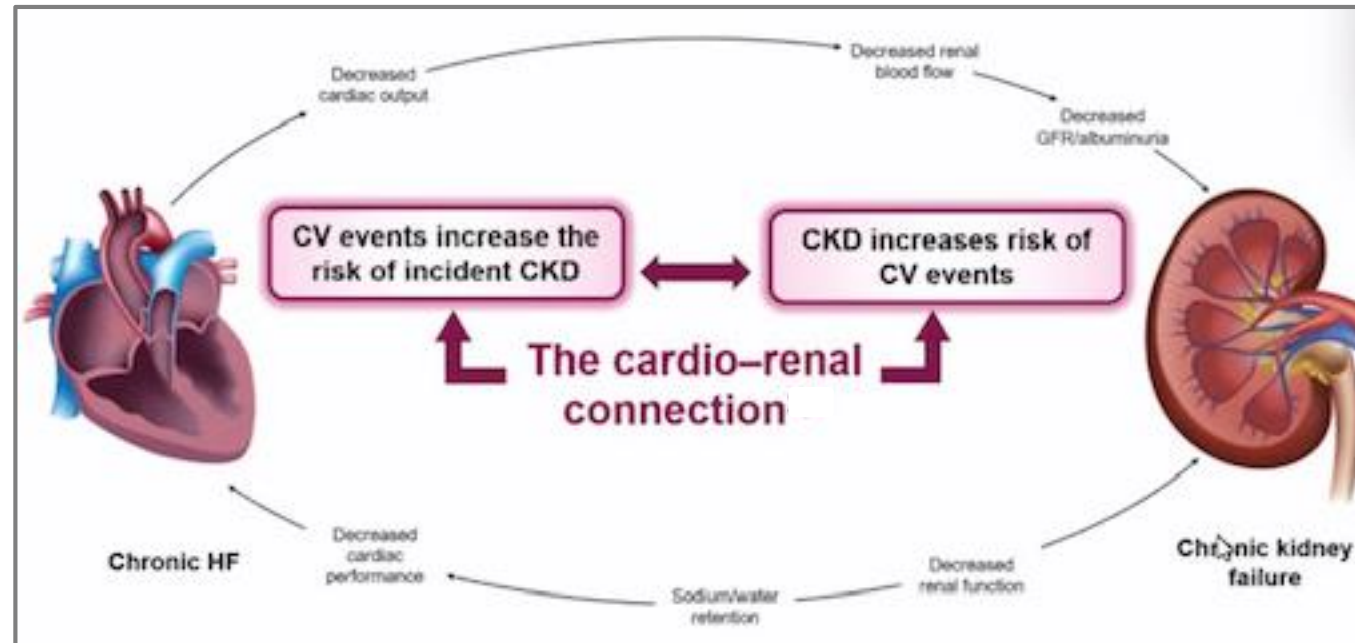 Decreased
cardiac output
Decreased renal
blood flow
Decreased
GFR/albuminuria
CV events increase the
risk of incident CKD
CKD increases risk of
CV events
The cardio–renal
connection
Chronic HF
Decreased
cardiac
performance
Sodium/water
retention
Decreased
renal function
Chronic kidney
failure